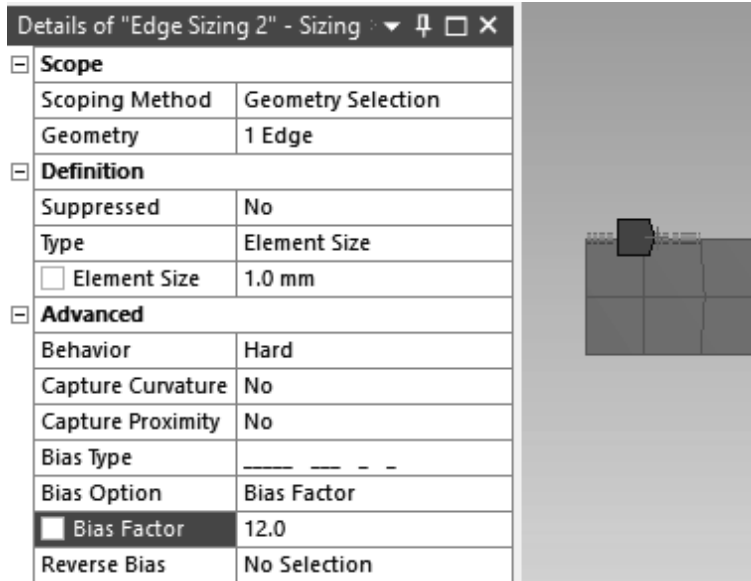 Details of "Edge Sizing 2" - Sizing
Scope
Scoping Method Geometry Selection
Geometry 1 Edge
Definition
Suppressed No
Type Element Size
Element Size 1.0 mm
Advanced
Behavior Hard
Capture Curvature No
Capture Proximity No
Bias Type _____ ___ _ _
Bias Option Bias Factor
Bias Factor 12.0
Reverse Bias No Selection